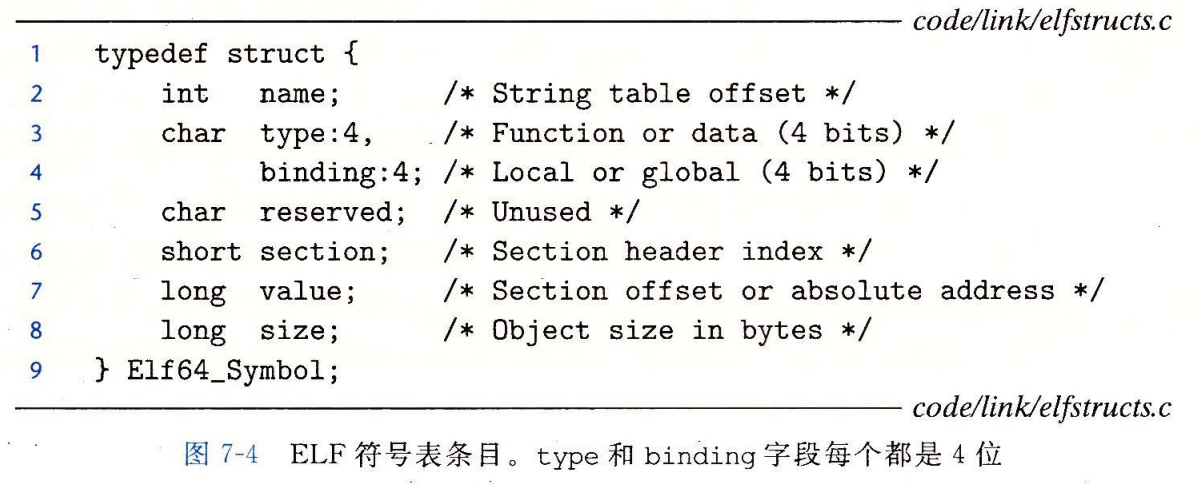 code/link/elfstructs.c
1 typedef struct {
2 int name; /* String table offset */
3 char type:4, /* Function or data (4 bits) */
4 binding:4; /* Local or global (4 bits) */
5 char reserved; /* Unused */
6 short section; /* Section header index */
7 long value; /* Section offset or absolute address */
8 long size; /* Object size in bytes */
9 } Elf64_Symbol;
code/link/elfstructs.c
图 7-4 ELF 符号表条目。type 和 binding 字段每个都是 4 位